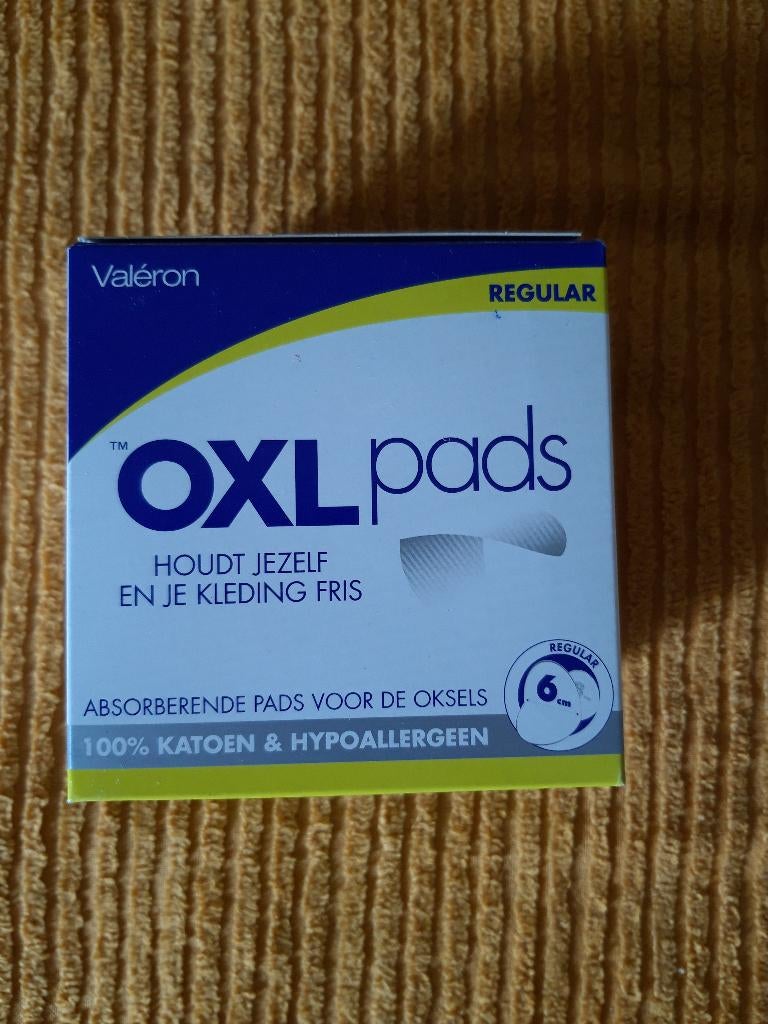 Valéron
REGULAR
™OXLpads
HOUDT JEZELF
EN JE KLEDING FRIS
REGULAR
6cm
ABSORBERENDE PADS VOOR DE OKSELS
100% KATOEN & HYPOALLERGEEN